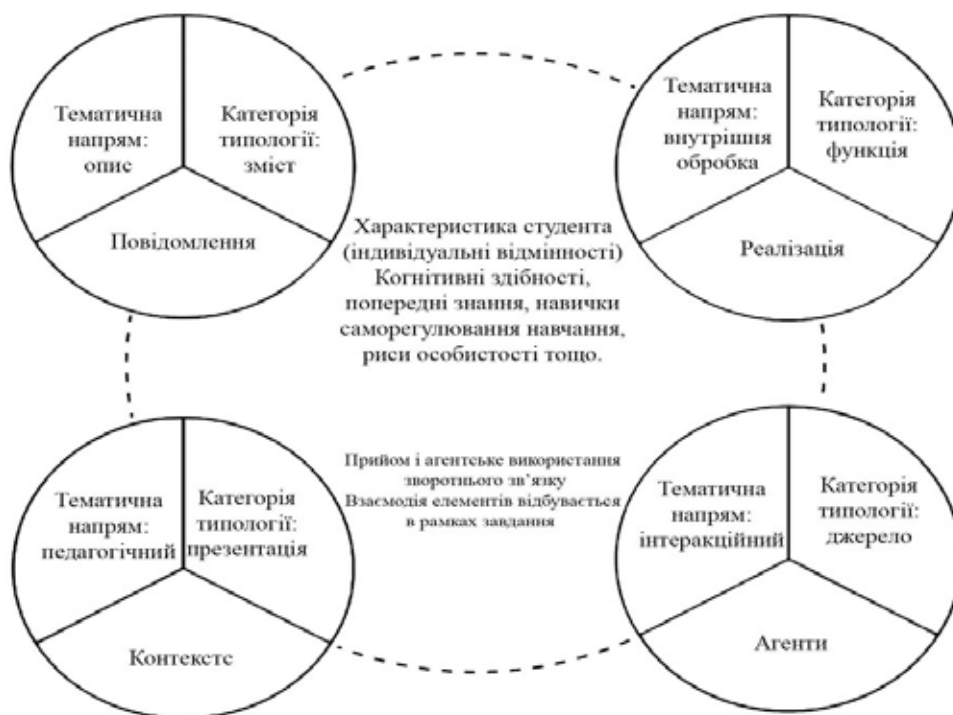 Тематична
напрям:
опис
Категорія
типології:
зміст
Повідомлення
Тематична
напрям:
внутрішня
обробка
Категорія
типології:
функція
Реалізація
Характеристика студента
(індивідуальні відмінності)
Когнітивні здібності,
попередні знання, навички
саморегулювання навчання,
риси особистості тощо.
Прийом і агентське використання
зворотнього зв’язку
Взаємодія елементів відбувається
в рамках завдання
Тематична
напрям:
педагогічний
Категорія
типології:
презентація
Контекстс
Тематична
напрям:
інтеракційний
Категорія
типології:
джерело
Агенти